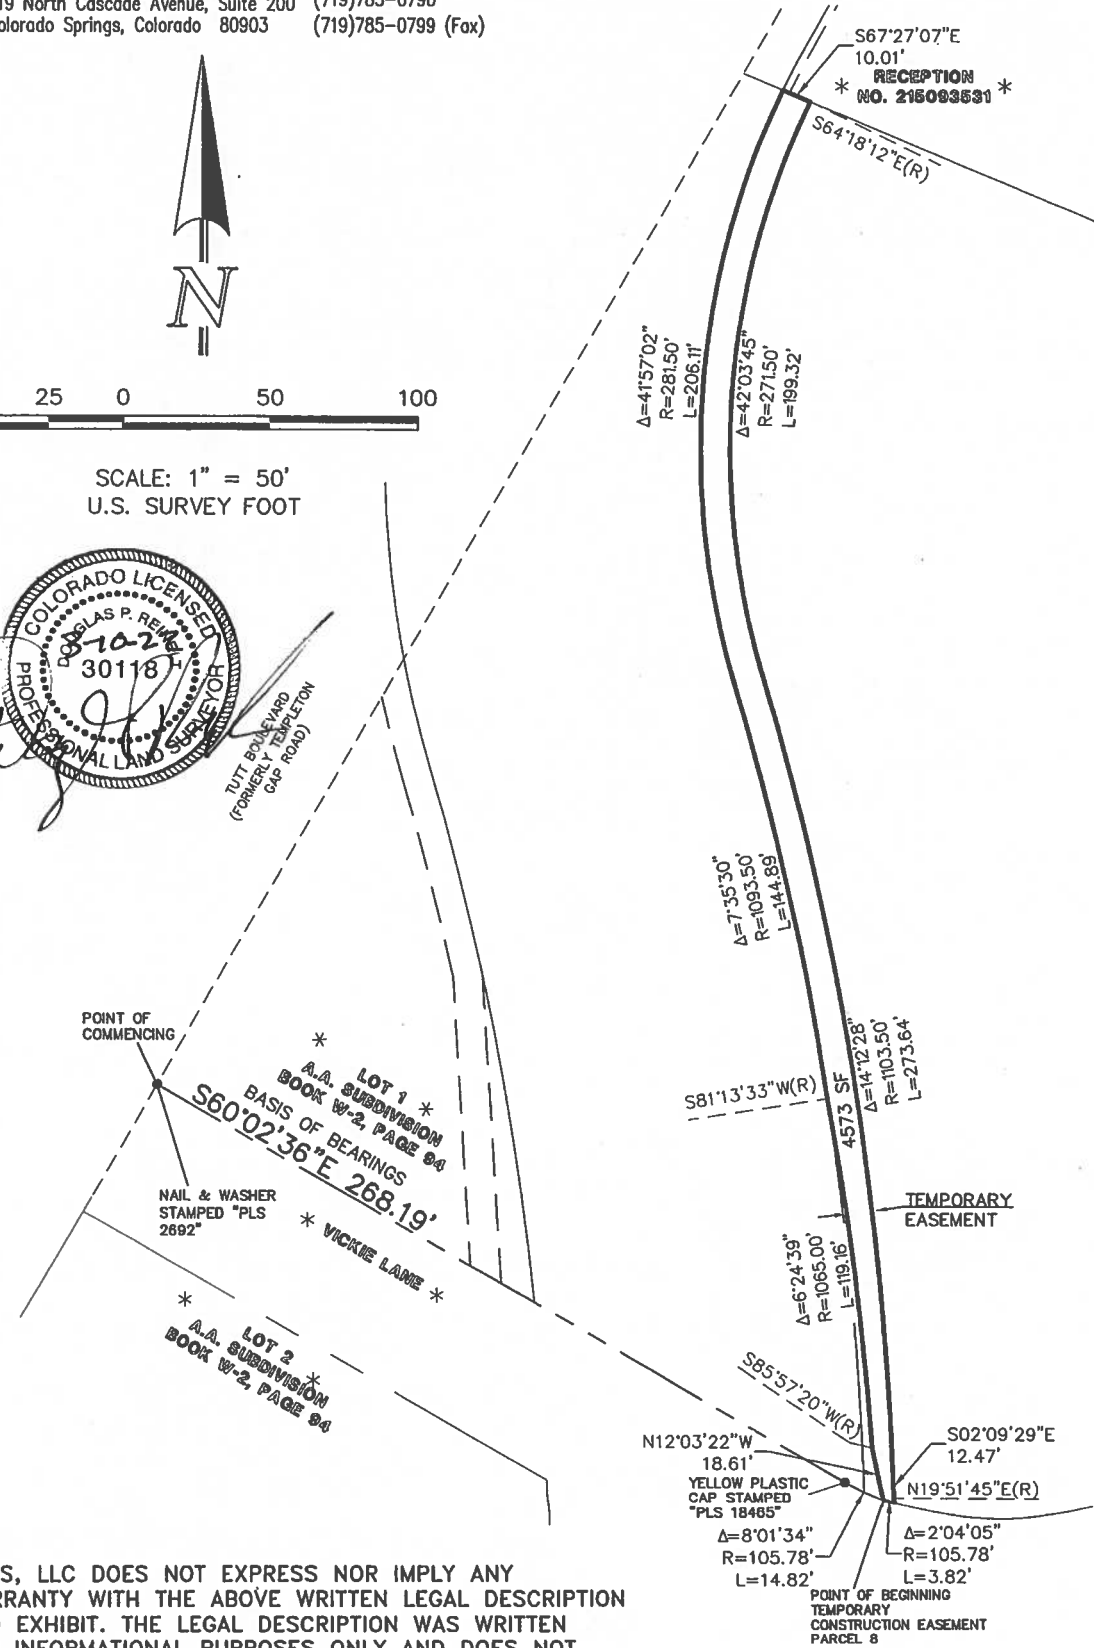 19 North Cascade Avenue, Suite 200 (719)785-0790
Colorado Springs, Colorado 80903 (719)785-0799 (Fax)
N
25 0 50 100
SCALE: 1" = 50'
U.S. SURVEY FOOT
COLORADO LICENSED
DOUGLAS P.
30118
PROFESSIONAL LAND SURVEYOR
TUTT BOULEVARD
(FORMERLY TEMPLETON
GAP ROAD)
S67°27'07"E
10.01'
* RECEPTION *
NO. 215093531
S64°18'12"E(R)
Δ=41°57'02"
R=281.50'
L=206.11'
Δ=42°03'45"
R=271.50'
L=199.32'
Δ=7°35'30"
R=1093.50'
L=144.89'
Δ=14°12'28"
R=1103.50'
L=273.64'
S81°13'33"W(R)
4573 SF
POINT OF
COMMENCING
* LOT 1 *
A.A. SUBDIVISION
BOOK W-2, PAGE 94
BASIS OF BEARINGS
S60°02'36"E 268.19'
NAIL & WASHER
STAMPED "PLS
2692"
* VICKIE LANE *
* LOT 2 *
A.A. SUBDIVISION
BOOK W-2, PAGE 94
TEMPORARY
EASEMENT
Δ=6°24'39"
R=1065.00'
L=119.16'
S85°57'20"W(R)
N12°03'22"W
18.61'
YELLOW PLASTIC
CAP STAMPED
"PLS 18465"
S02°09'29"E
12.47'
N19°51'45"E(R)
Δ=8°01'34"
R=105.78'
L=14.82'
Δ=2°04'05"
R=105.78'
L=3.82'
POINT OF BEGINNING
TEMPORARY
CONSTRUCTION EASEMENT
PARCEL 8
S, LLC DOES NOT EXPRESS NOR IMPLY ANY
RRANTY WITH THE ABOVE WRITTEN LEGAL DESCRIPTION
EXHIBIT. THE LEGAL DESCRIPTION WAS WRITTEN
INFORMATIONAL PURPOSES ONLY AND DOES NOT